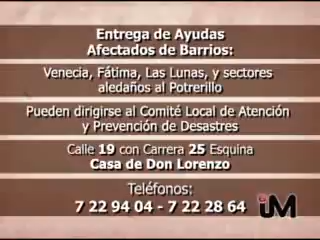 Entrega de Ayudas
Afectados de Barrios:
Venecia, Fátima, Las Lunas, y sectores
aledaños al Potrerillo
Pueden dirigirse al Comité Local de Atención
y Prevención de Desastres
Calle 19 con Carrera 25 Esquina
Casa de Don Lorenzo
Teléfonos:
7 22 94 04 - 7 22 28 64